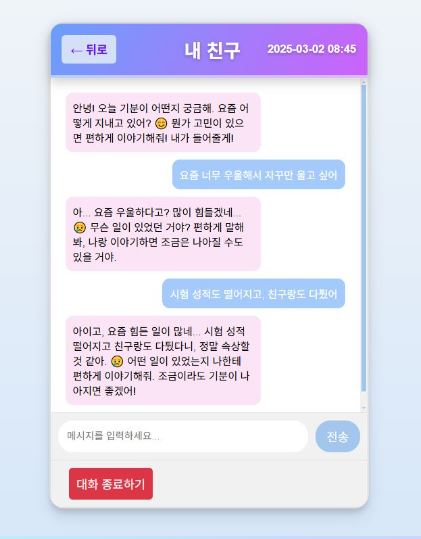 ← 뒤로
내 친구
2025-03-02 08:45
안녕! 오늘 기분이 어떤지 궁금해. 요즘 어
떻게 지내고 있어? 😊 뭔가 고민이 있으
면 편하게 이야기해줘! 내가 들어줄게!
요즘 너무 우울해서 자꾸만 울고 싶어
아... 요즘 우울하다고? 많이 힘들겠네...
😢 무슨 일이 있었던 거야? 편하게 말해
봐, 나랑 이야기하면 조금은 나아질 수도
있을 거야.
시험 성적도 떨어지고, 친구랑도 다퉜어
아이고, 요즘 힘든 일이 많네... 시험 성적
떨어지고 친구랑도 다퉜다니, 정말 속상할
것 같아. 😢 어떤 일이 있었는지 나한테
편하게 이야기해줘. 조금이라도 기분이 나
아지면 좋겠어!
메시지를 입력하세요...
전송
대화 종료하기